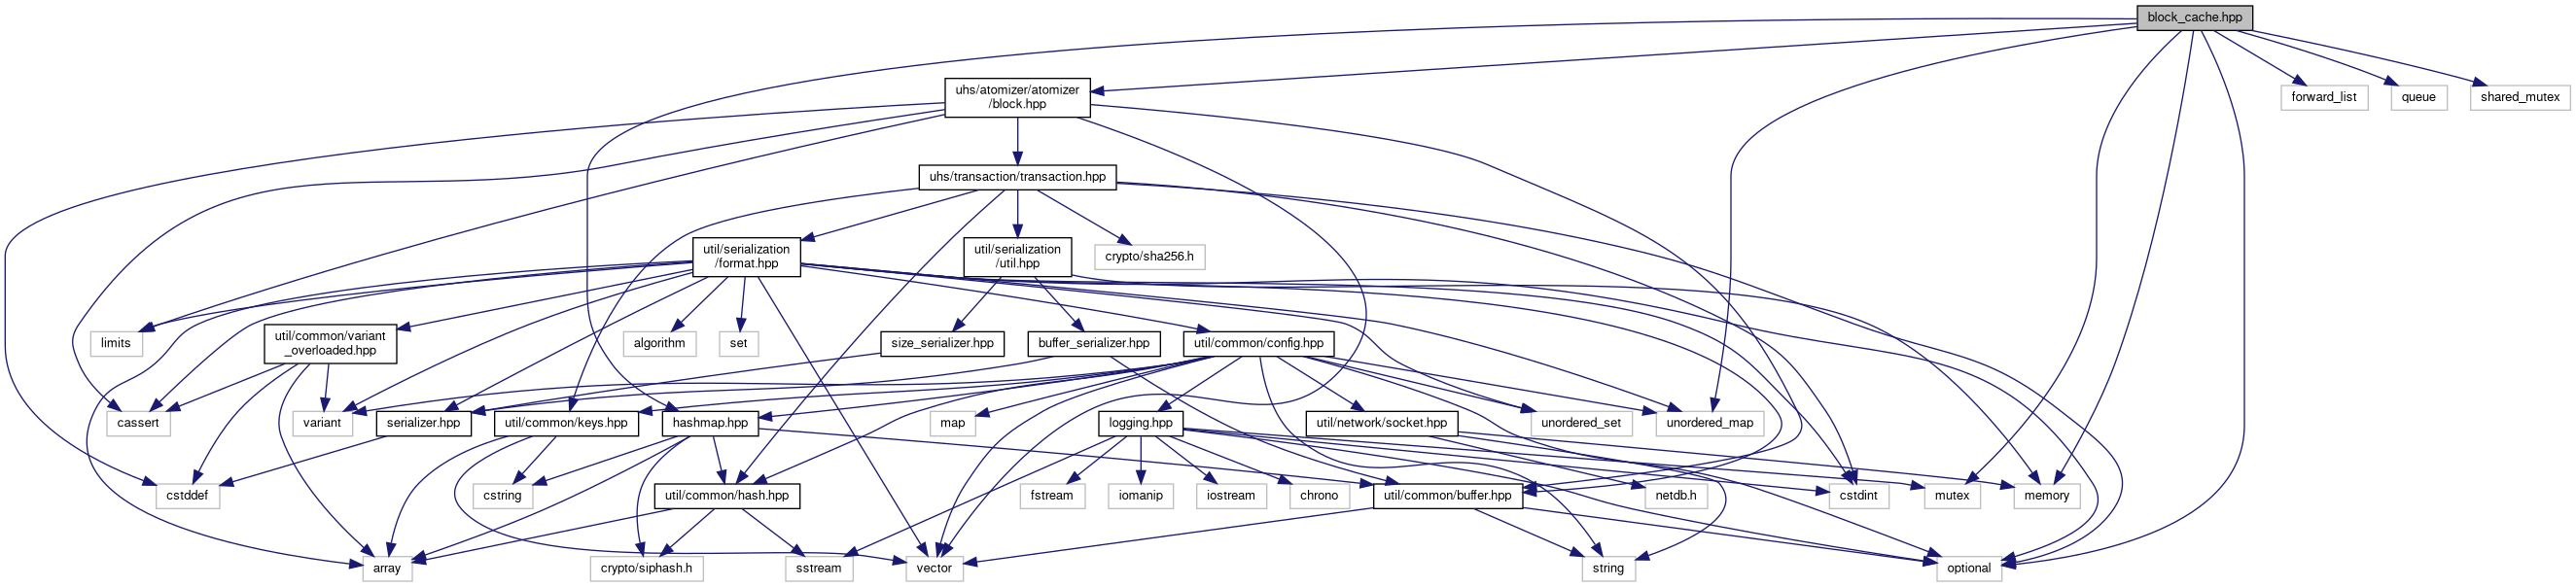 block_cache.hpp
uhs/atomizer/atomizer
/block.hpp
forward_list
queue
shared_mutex
uhs/transaction/transaction.hpp
util/serialization
/format.hpp
util/serialization
/util.hpp
crypto/sha256.h
limits
util/common/variant
_overloaded.hpp
algorithm
set
size_serializer.hpp
buffer_serializer.hpp
util/common/config.hpp
cassert
variant
serializer.hpp
util/common/keys.hpp
hashmap.hpp
map
logging.hpp
util/network/socket.hpp
unordered_set
unordered_map
cstddef
cstring
util/common/hash.hpp
fstream
iomanip
iostream
chrono
util/common/buffer.hpp
netdb.h
cstdint
mutex
memory
array
crypto/siphash.h
sstream
vector
string
optional